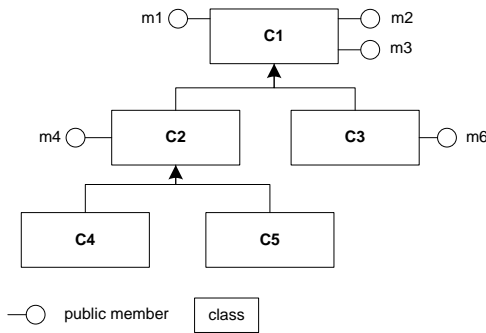 m1 C1 m2
m3
m4 C2 C3 m6
C4 C5
public member class